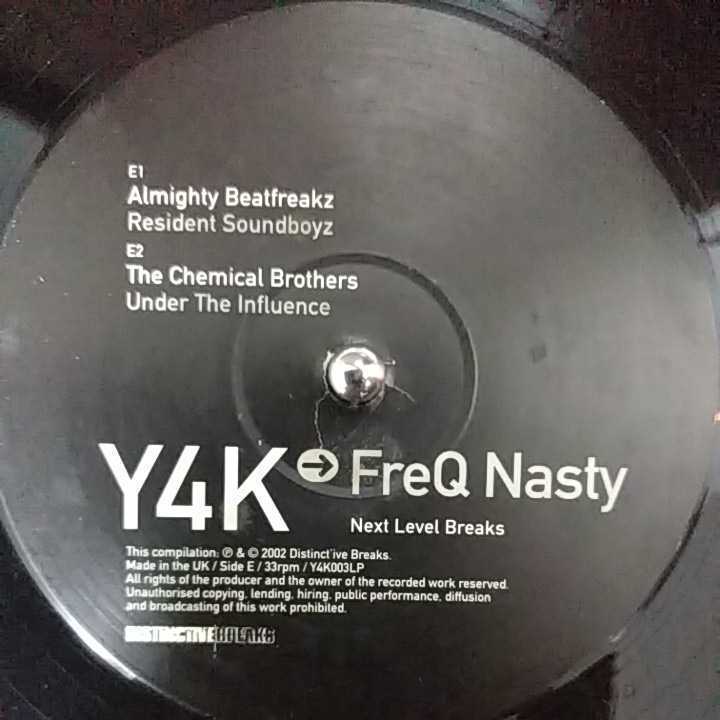 E1
Almighty Beatfreakz
Resident Soundboyz
E2
The Chemical Brothers
Under The Influence
Y4K FreQ Nasty
Next Level Breaks
This compilation: ℗ & © 2002 Distinct'ive Breaks.
Made in the UK / Side E / 33rpm / Y4K003LP
All rights of the producer and the owner of the recorded work reserved.
Unauthorised copying, lending, hiring, public performance, diffusion
and broadcasting of this work prohibited.
DISTINCT'IVE BREAKS